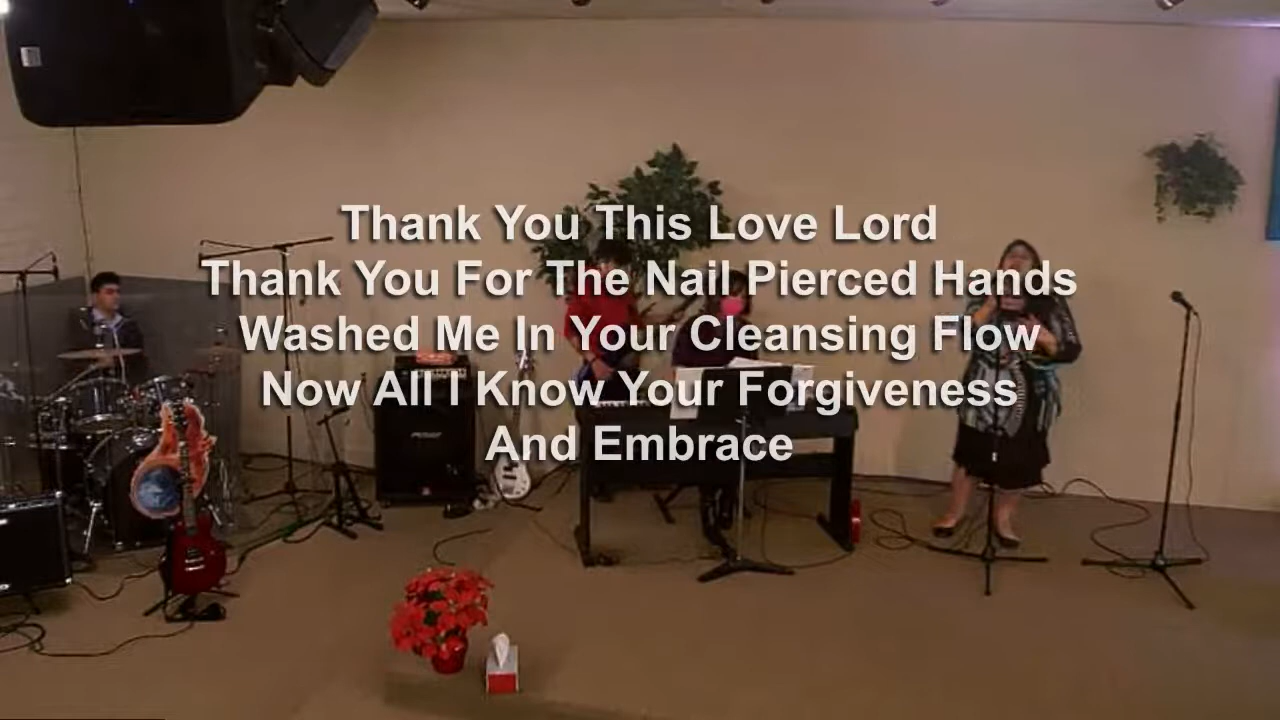 Thank You This Love Lord
Thank You For The Nail Pierced Hands
Washed Me In Your Cleansing Flow
Now All I Know Your Forgiveness
And Embrace